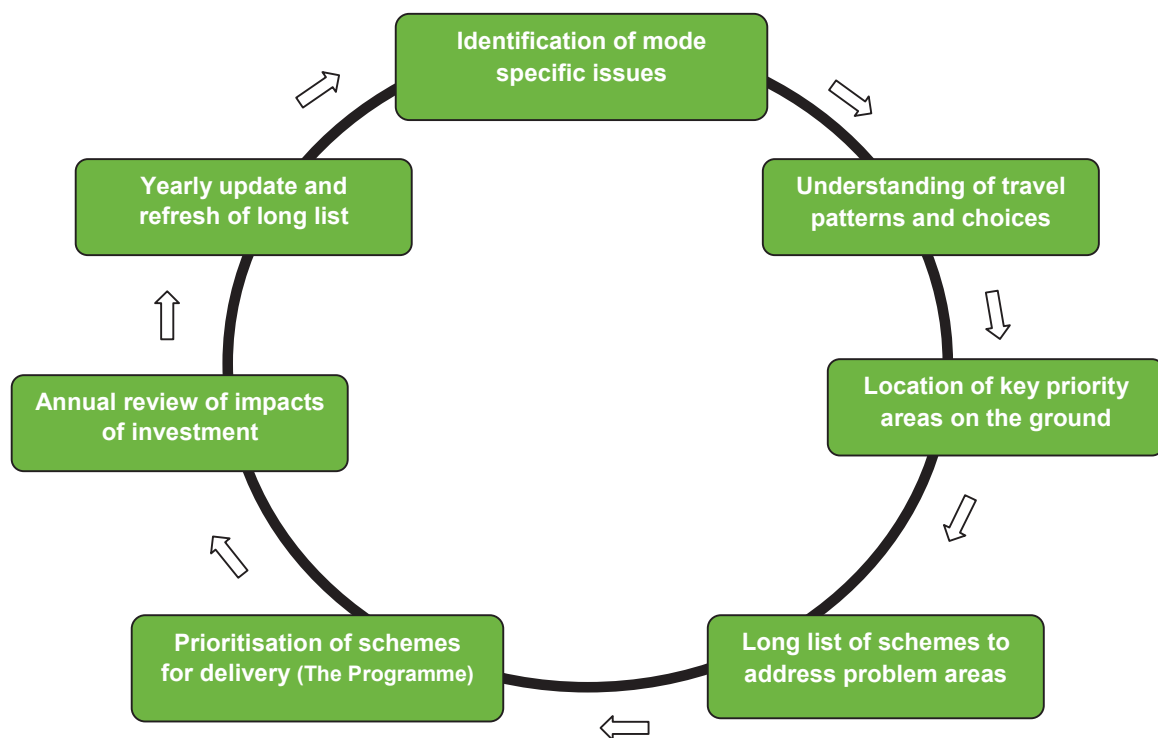 Identification of mode
specific issues
Understanding of travel
patterns and choices
Location of key priority
areas on the ground
Long list of schemes to
address problem areas
Prioritisation of schemes
for delivery (The Programme)
Annual review of impacts
of investment
Yearly update and
refresh of long list